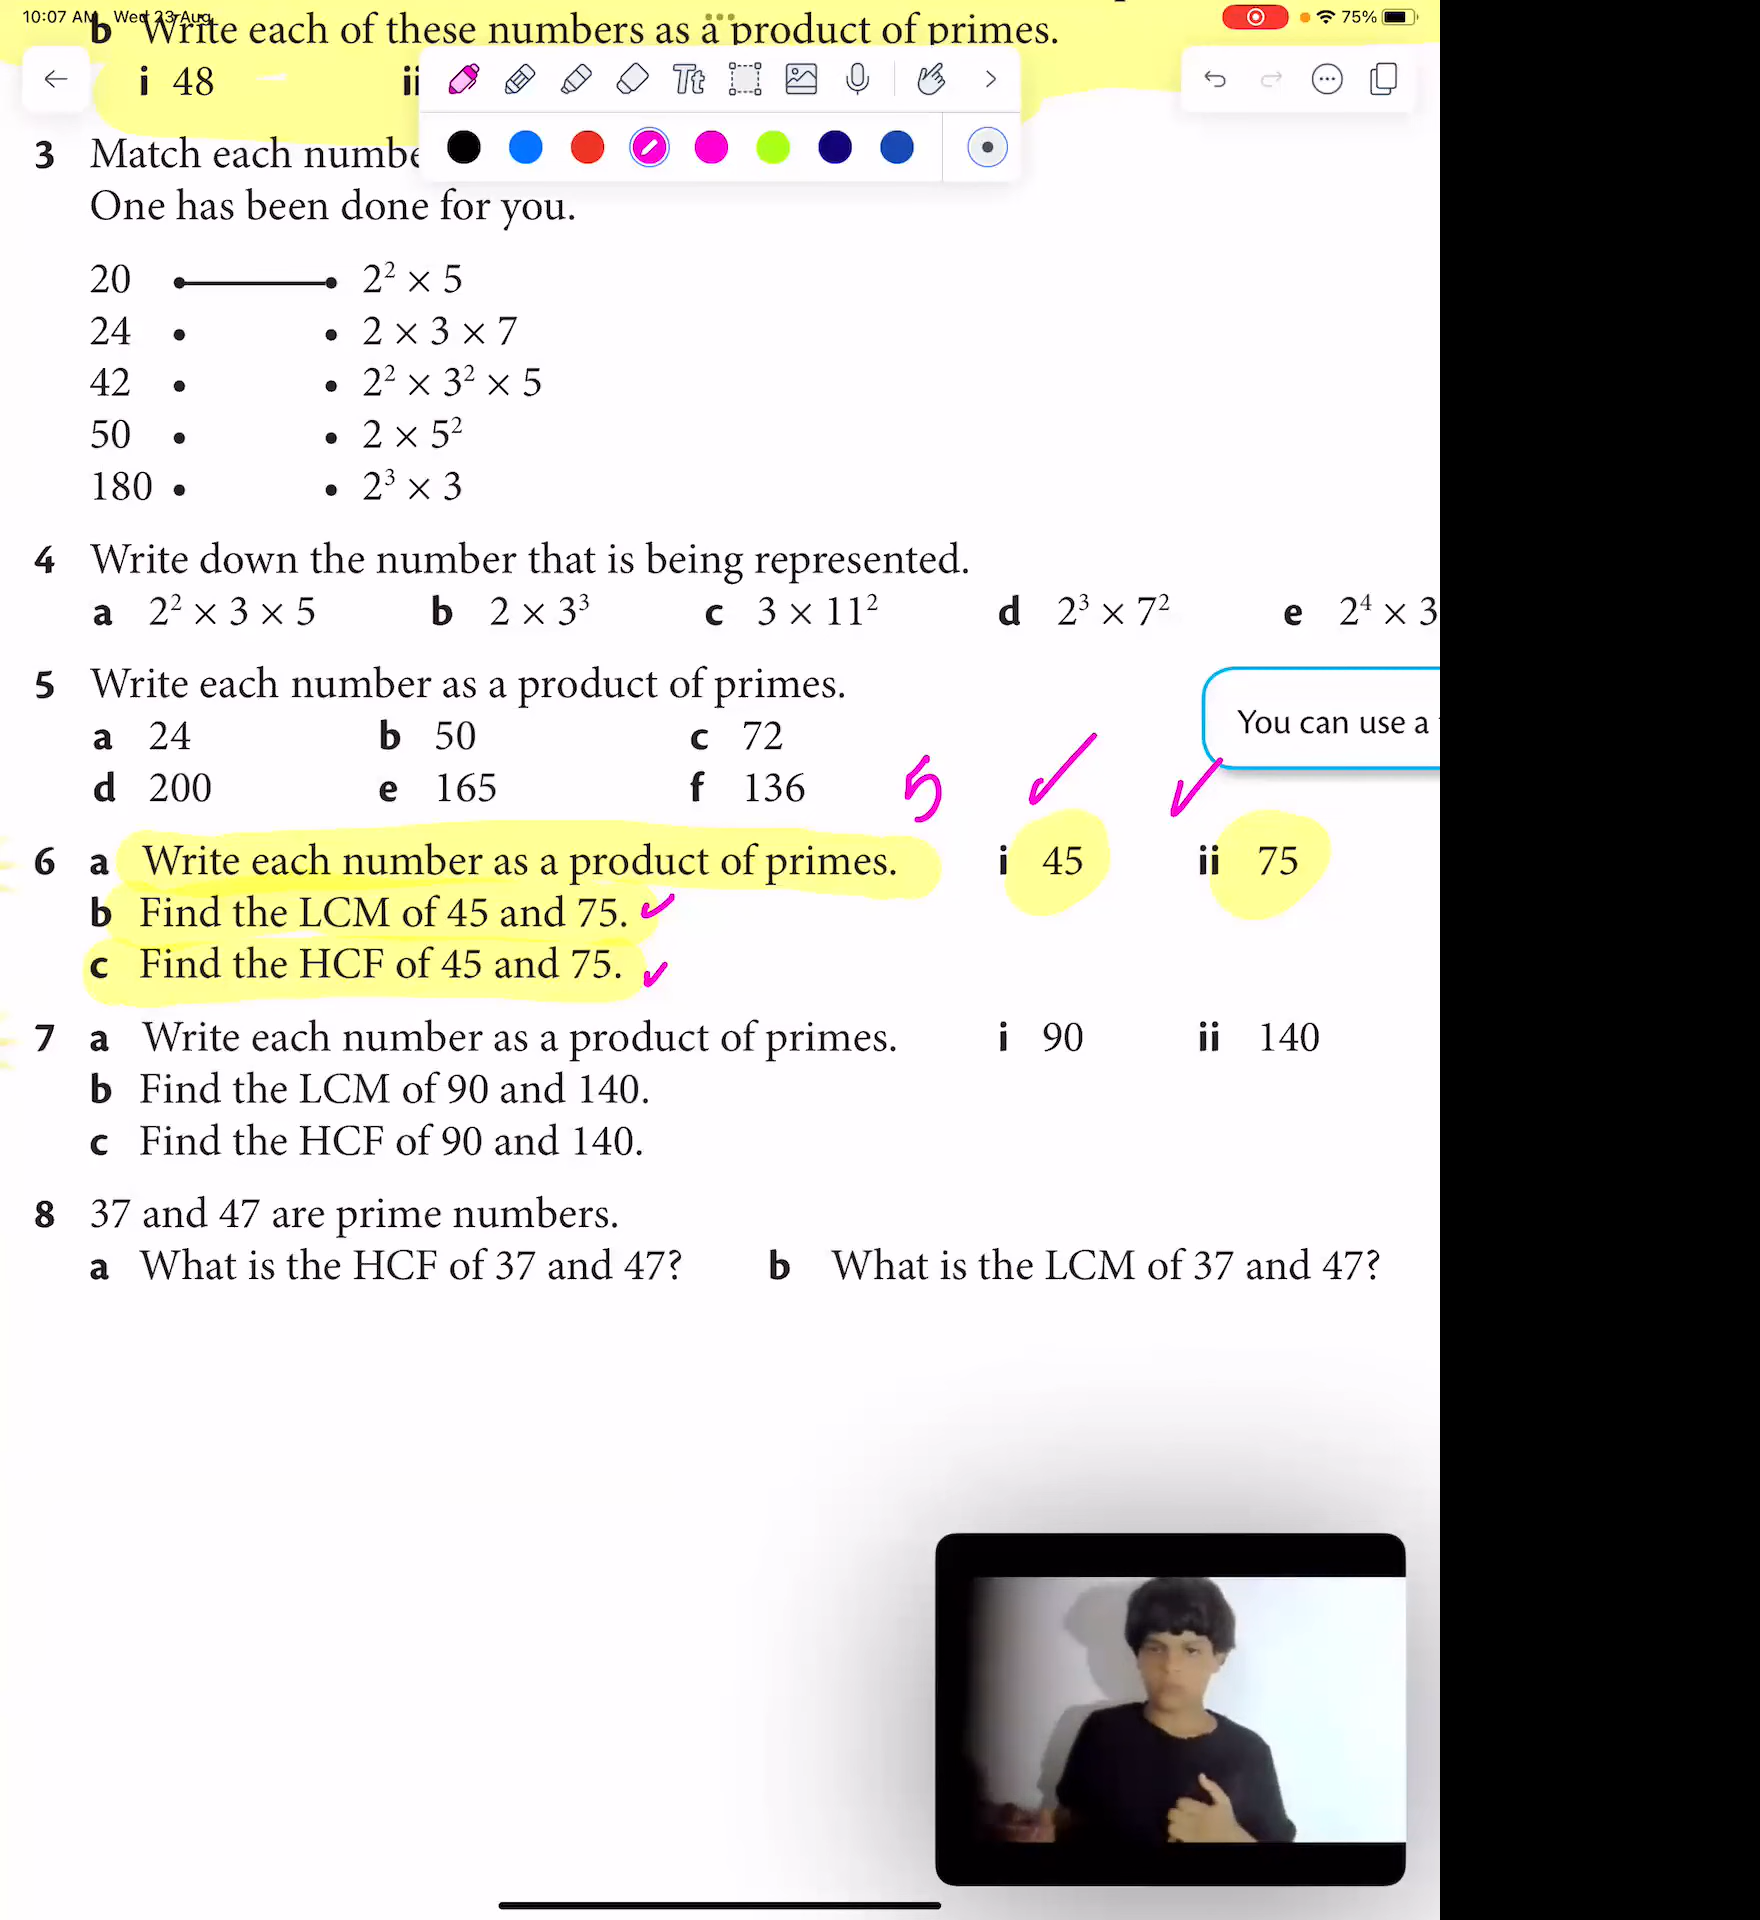 10:07 AM Wed 23 Aug 75%
b Write each of these numbers as a product of primes.
i 48 ii
Tt
3 Match each numbe
One has been done for you.
20 2² × 5
24 2 × 3 × 7
42 2² × 3² × 5
50 2 × 5²
180 2³ × 3
4 Write down the number that is being represented.
a 2² × 3 × 5 b 2 × 3³ c 3 × 11² d 2³ × 7² e 2⁴ × 3
5 Write each number as a product of primes.
a 24 b 50 c 72
You can use a
d 200 e 165 f 136 5
6 a Write each number as a product of primes. i 45 ii 75
b Find the LCM of 45 and 75.
c Find the HCF of 45 and 75.
7 a Write each number as a product of primes. i 90 ii 140
b Find the LCM of 90 and 140.
c Find the HCF of 90 and 140.
8 37 and 47 are prime numbers.
a What is the HCF of 37 and 47? b What is the LCM of 37 and 47?